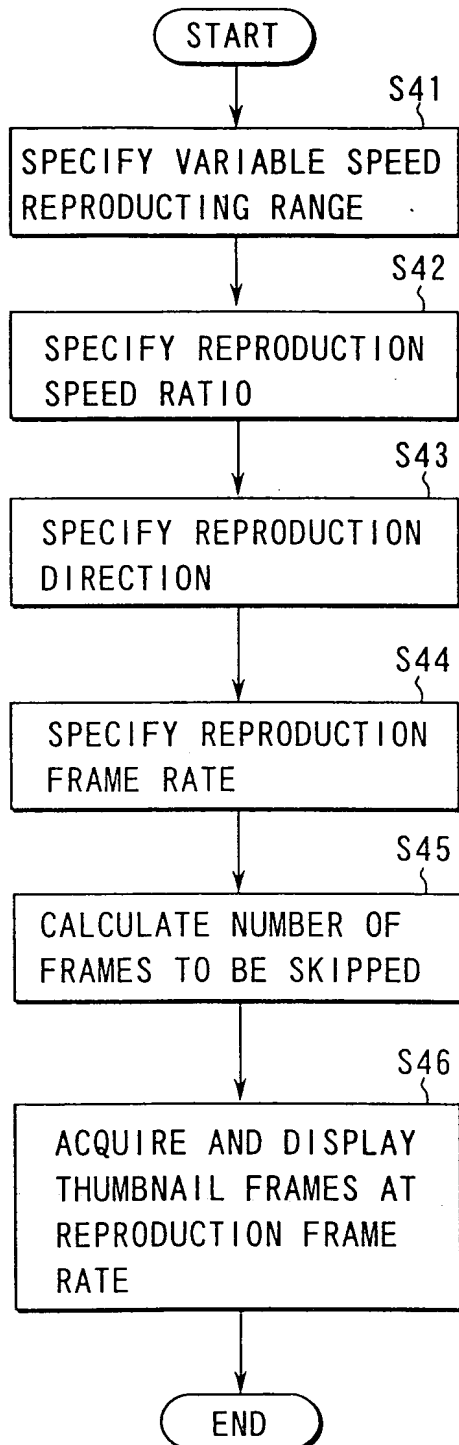 START
S41
SPECIFY VARIABLE SPEED
REPRODUCTING RANGE
S42
SPECIFY REPRODUCTION
SPEED RATIO
S43
SPECIFY REPRODUCTION
DIRECTION
S44
SPECIFY REPRODUCTION
FRAME RATE
S45
CALCULATE NUMBER OF
FRAMES TO BE SKIPPED
S46
ACQUIRE AND DISPLAY
THUMBNAIL FRAMES AT
REPRODUCTION FRAME
RATE
END